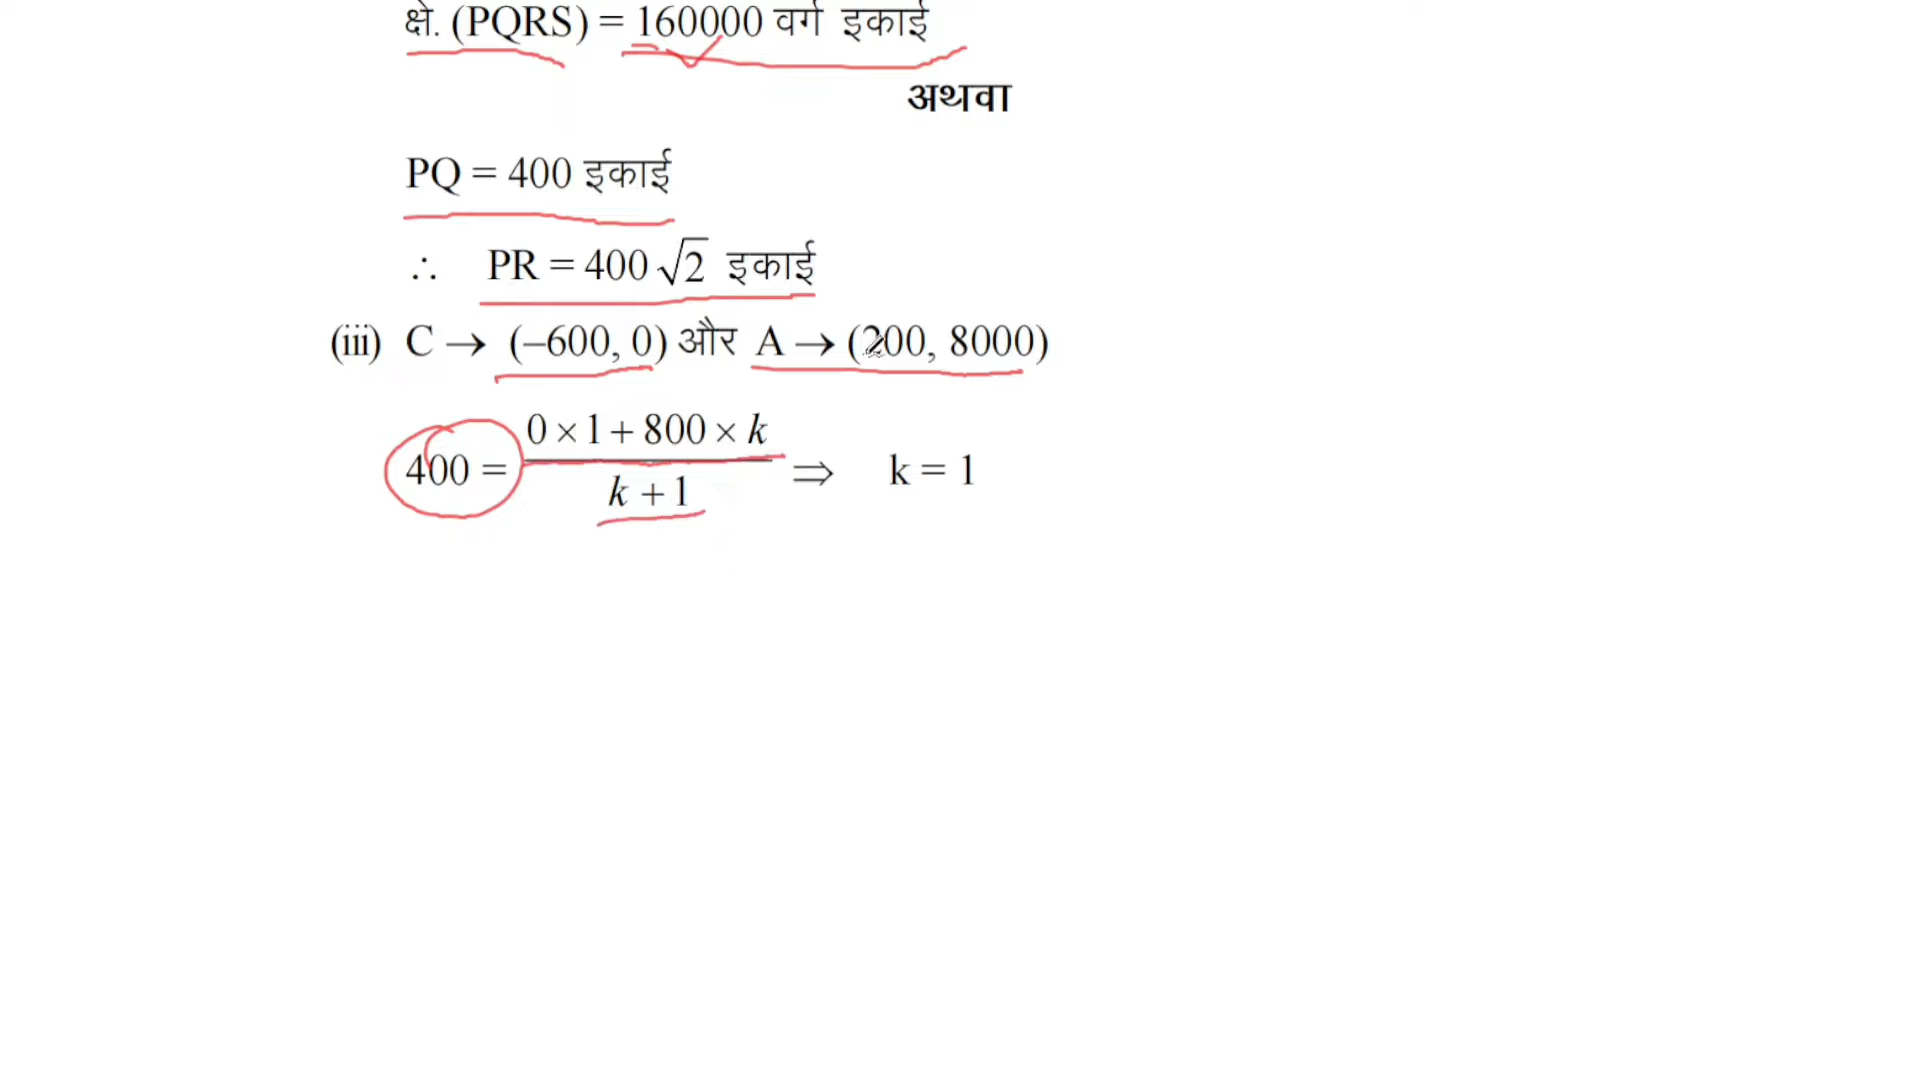 क्षे. (PQRS) = 160000 वर्ग इकाई
अथवा
PQ = 400 इकाई
∴ PR = 400 √2 इकाई
(iii) C → (–600, 0) और A → (200, 8000)
400 = (0 × 1 + 800 × k) / (k + 1) ⇒ k = 1